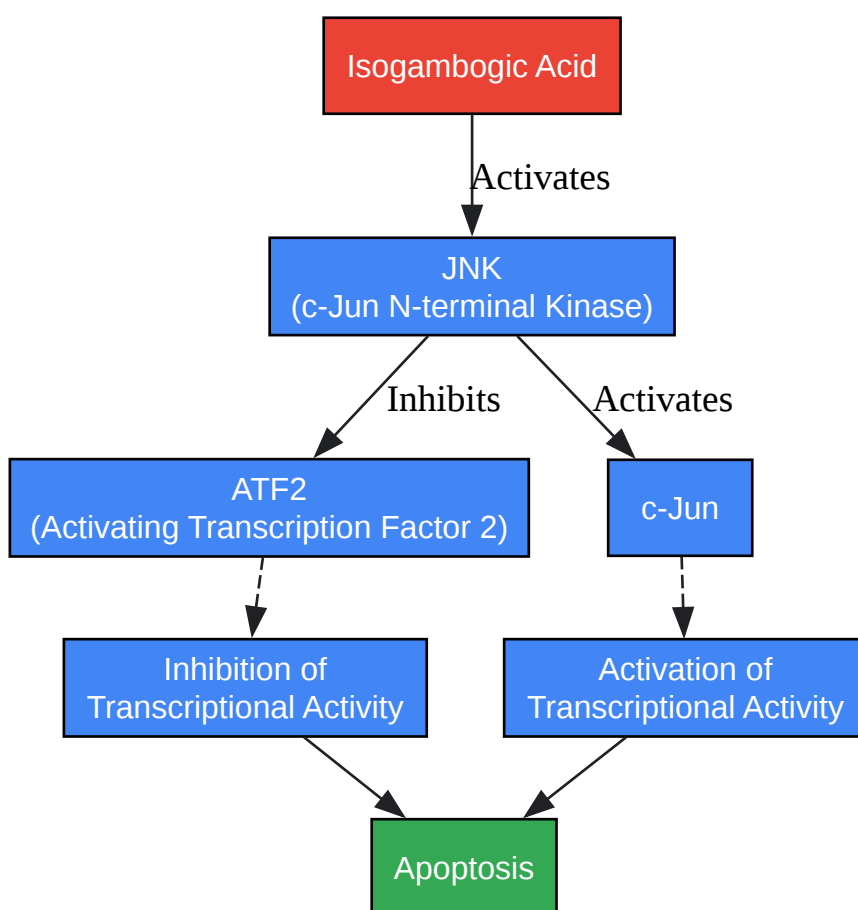 Isogambogic Acid
Activates
JNK
(c-Jun N-terminal Kinase)
Inhibits
Activates
ATF2
(Activating Transcription Factor 2)
c-Jun
Inhibition of
Transcriptional Activity
Activation of
Transcriptional Activity
Apoptosis